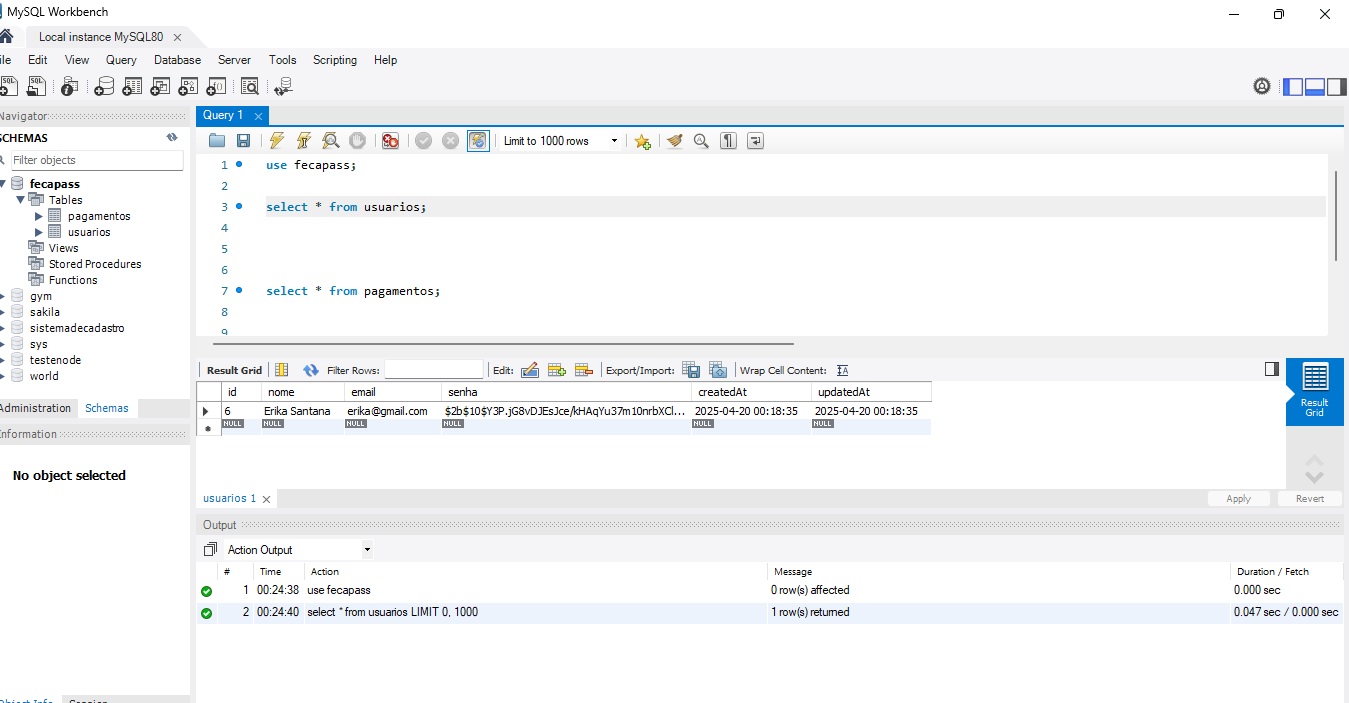 MySQL Workbench
Local instance MySQL80
Edit View Query Database Server Tools Scripting Help
Navigator
SCHEMAS
Filter objects
fecapass
Tables
pagamentos
usuarios
Views
Stored Procedures
Functions
gym
sakila
sistemadecadastro
sys
testenode
world
Administration Schemas
Information
No object selected
Query 1
Limit to 1000 rows
1 use fecapass;
2
3 select * from usuarios;
4
5
6
7 select * from pagamentos;
8
9
Result Grid Filter Rows: Edit: Export/Import: Wrap Cell Content:
id nome email senha createdAt updatedAt
6 Erika Santana erika@gmail.com $2b$10$Y3P.jG8vDJEsJce/kHAqYu37m10nrbXCl... 2025-04-20 00:18:35 2025-04-20 00:18:35
NULL NULL NULL NULL NULL NULL
Result
Grid
usuarios 1
Apply Revert
Output
Action Output
# Time Action Message Duration / Fetch
1 00:24:38 use fecapass 0 row(s) affected 0.000 sec
2 00:24:40 select * from usuarios LIMIT 0, 1000 1 row(s) returned 0.047 sec / 0.000 sec